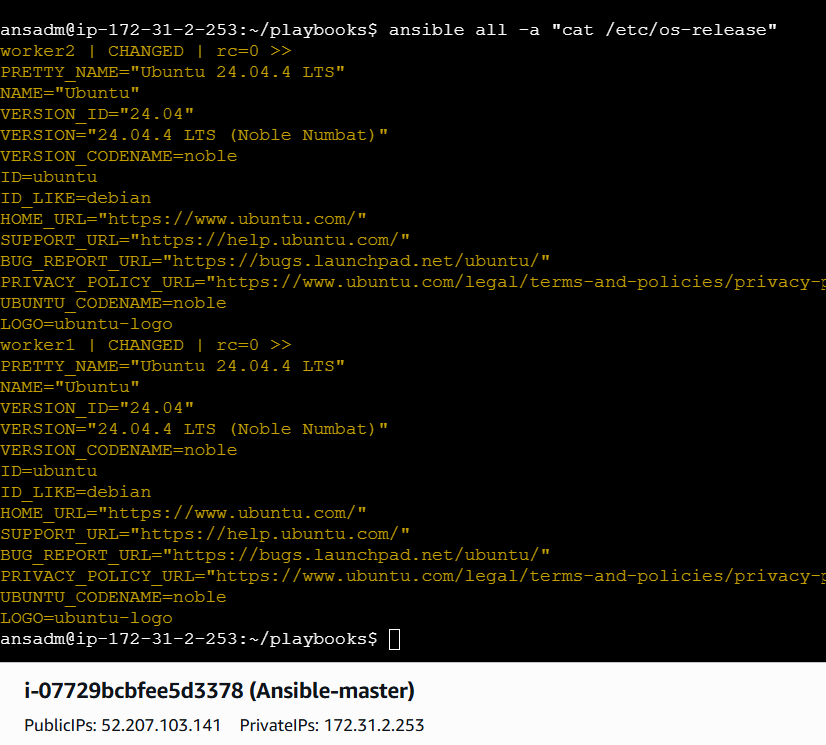 ansadm@ip-172-31-2-253:~/playbooks$ ansible all -a "cat /etc/os-release"
worker2 | CHANGED | rc=0 >>
PRETTY_NAME="Ubuntu 24.04.4 LTS"
NAME="Ubuntu"
VERSION_ID="24.04"
VERSION="24.04.4 LTS (Noble Numbat)"
VERSION_CODENAME=noble
ID=ubuntu
ID_LIKE=debian
HOME_URL="https://www.ubuntu.com/"
SUPPORT_URL="https://help.ubuntu.com/"
BUG_REPORT_URL="https://bugs.launchpad.net/ubuntu/"
PRIVACY_POLICY_URL="https://www.ubuntu.com/legal/terms-and-policies/privacy-p
UBUNTU_CODENAME=noble
LOGO=ubuntu-logo
worker1 | CHANGED | rc=0 >>
PRETTY_NAME="Ubuntu 24.04.4 LTS"
NAME="Ubuntu"
VERSION_ID="24.04"
VERSION="24.04.4 LTS (Noble Numbat)"
VERSION_CODENAME=noble
ID=ubuntu
ID_LIKE=debian
HOME_URL="https://www.ubuntu.com/"
SUPPORT_URL="https://help.ubuntu.com/"
BUG_REPORT_URL="https://bugs.launchpad.net/ubuntu/"
PRIVACY_POLICY_URL="https://www.ubuntu.com/legal/terms-and-policies/privacy-p
UBUNTU_CODENAME=noble
LOGO=ubuntu-logo
ansadm@ip-172-31-2-253:~/playbooks$
i-07729bcbfee5d3378 (Ansible-master)
PublicIPs: 52.207.103.141 PrivateIPs: 172.31.2.253